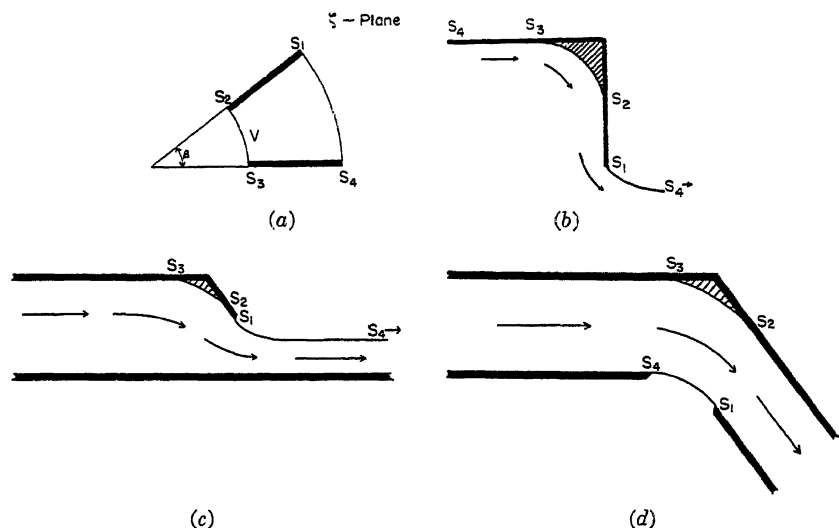 ζ – Plane
S₁
S₂
V
β
S₃
S₄
(a)
S₄
S₃
S₂
S₁
S₄
(b)
S₃
S₂
S₁
S₄
(c)
S₃
S₂
S₄
S₁
(d)